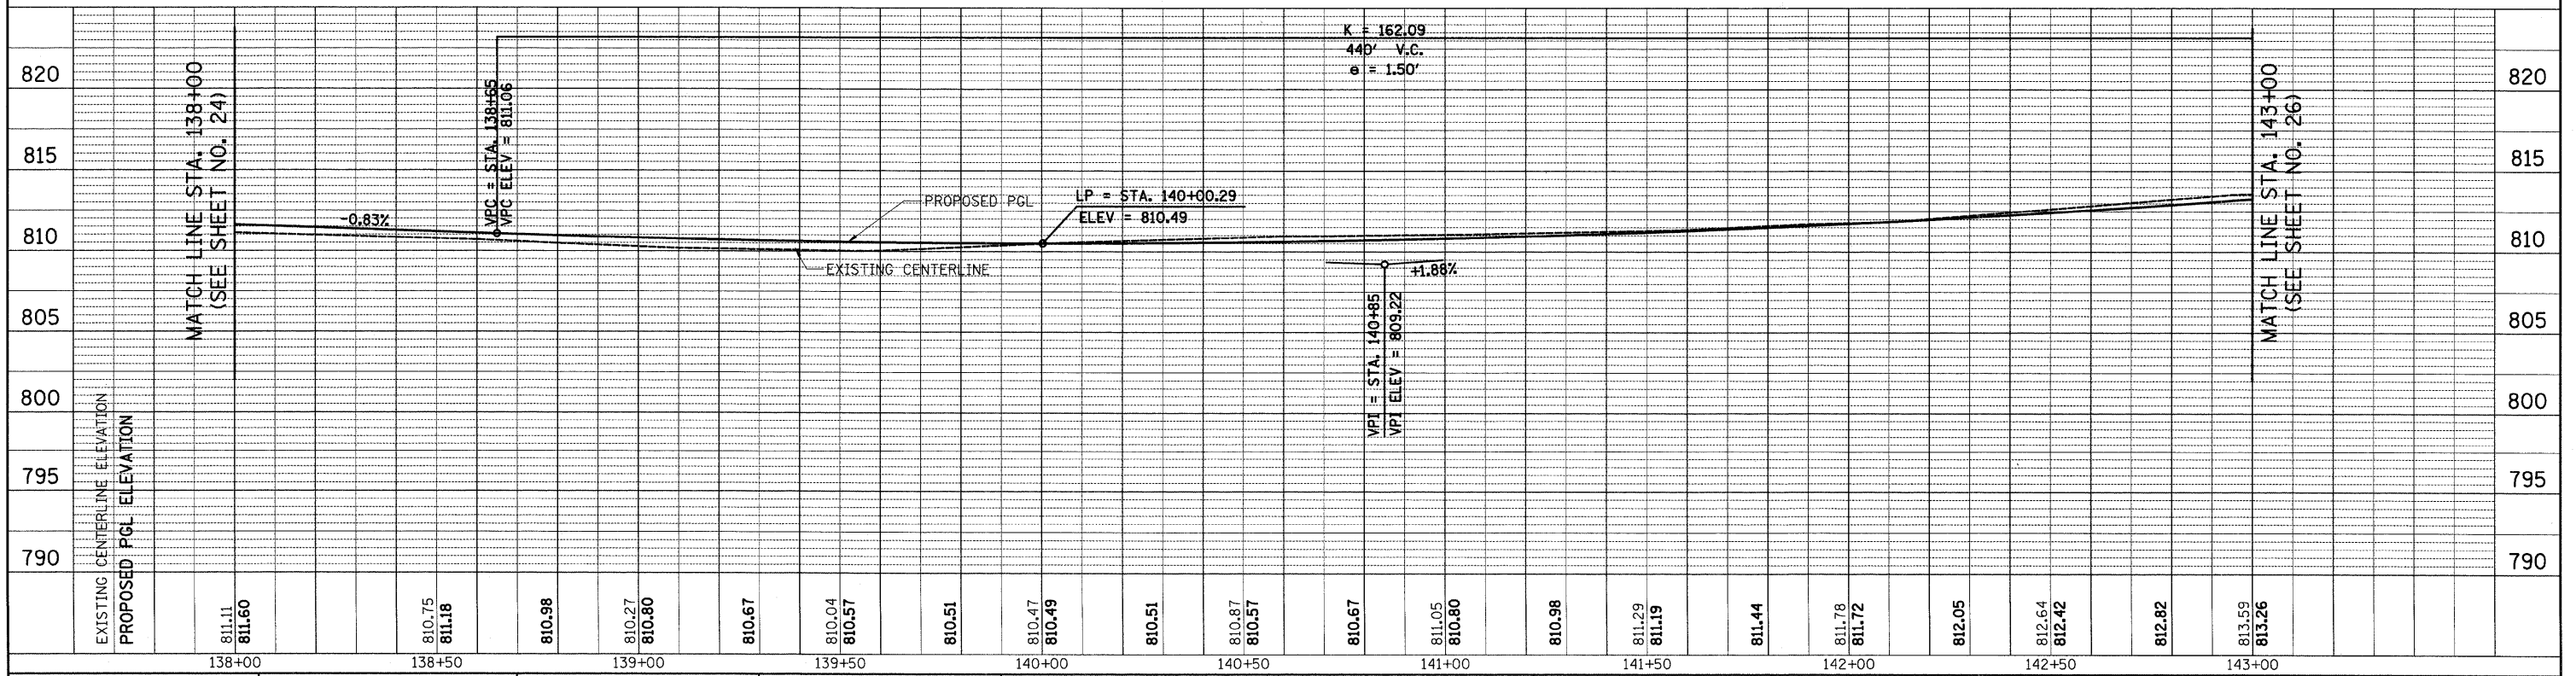 K = 162.09
440' V.C.
e = 1.50'
820
815
810
805
800
795
790
MATCH LINE STA. 138+00
(SEE SHEET NO. 24)
VPC = STA. 138+65
VPC ELEV = 811.06
-0.83%
PROPOSED PGL
LP = STA. 140+00.29
ELEV = 810.49
EXISTING CENTERLINE
+1.88%
VPI = STA. 140+85
VPI ELEV = 809.22
MATCH LINE STA. 143+00
(SEE SHEET NO. 26)
820
815
810
805
800
795
790
EXISTING CENTERLINE ELEVATION
PROPOSED PGL ELEVATION
811.11
811.60
810.75
811.18
810.98
810.27
810.80
810.67
810.04
810.57
810.51
810.47
810.49
810.51
810.87
810.57
810.67
811.05
810.80
810.98
811.29
811.19
811.44
811.78
811.72
812.05
812.64
812.42
812.82
813.59
813.26
138+00 138+50 139+00 139+50 140+00 140+50 141+00 141+50 142+00 142+50 143+00